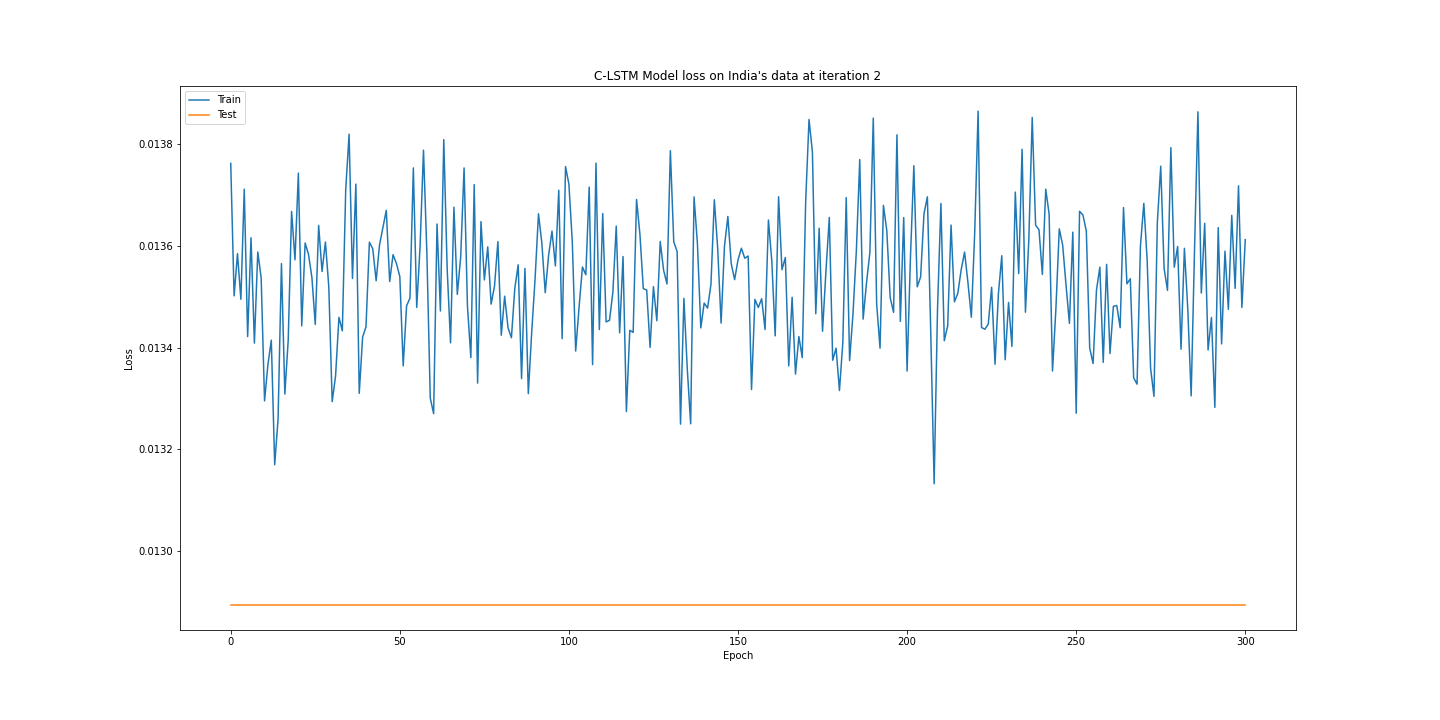 C-LSTM Model loss on India's data at iteration 2
Train
Test
0.0138
0.0136
0.0134
0.0132
0.0130
Loss
0 50 100 150 200 250 300
Epoch